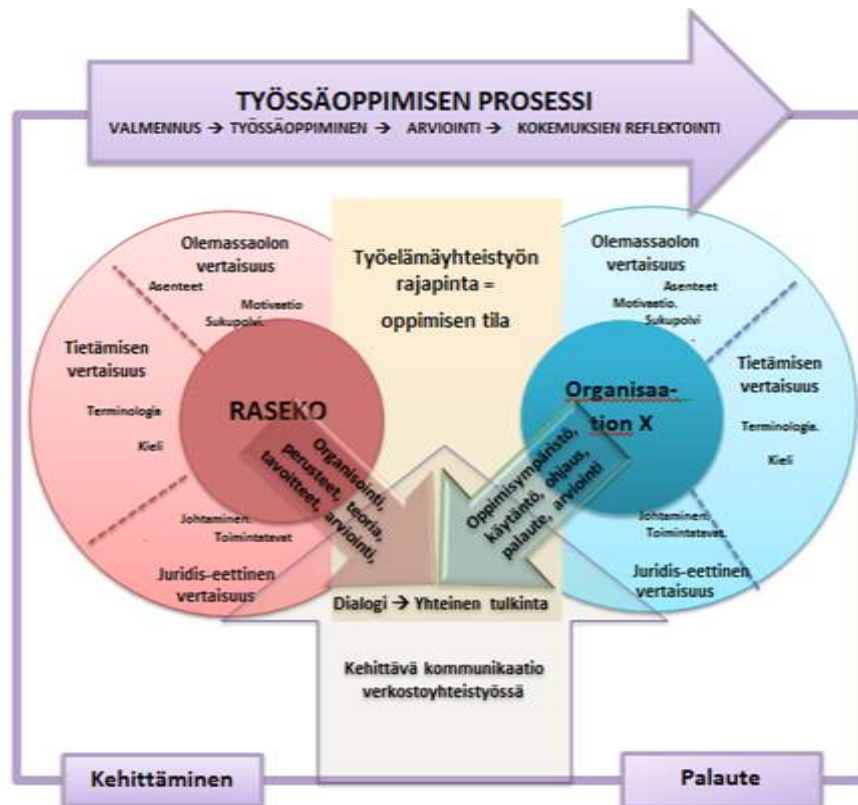 TYÖSSÄOPPIMISEN PROSESSI
VALMENNUS → TYÖSSÄOPPIMINEN → ARVIOINTI → KOKEMUKSIEN REFLEKTOINTI
Olemassaolon
vertaisuus
Asenteet
Motivaatio
Sukupolvi.
Tietämisen
vertaisuus
Terminologia
Kieli
RASEKO
Johtaminen.
Toimintatavat
Juridis-eettinen
vertaisuus
Työelämäyhteistyön
rajapinta =
oppimisen tila
Organisointi,
perusteet, teoria,
tavoitteet, arviointi,
Olemassaolon
vertaisuus
Asenteet
Motivaatio.
Sukupolvi
Tietämisen
vertaisuus
Terminologia.
Kieli
Organisaa-
tion X
Oppimisympäristö,
käytäntö, ohjaus,
palaute, arviointi
Johtaminen.
Toimintatavat.
Juridis-eettinen
vertaisuus
Dialogi → Yhteinen tulkinta
Kehittävä kommunikaatio
verkostoyhteistyössä
Kehittäminen
Palaute